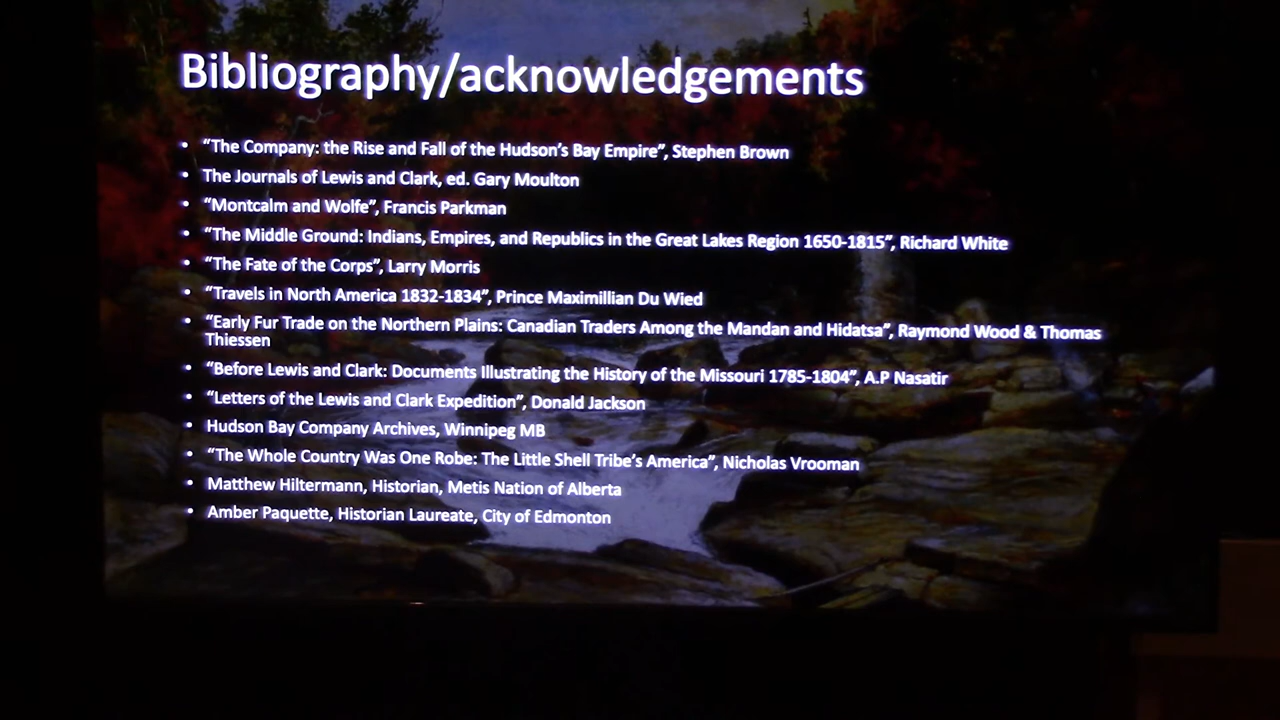 Bibliography/acknowledgements
• “The Company: the Rise and Fall of the Hudson’s Bay Empire”, Stephen Brown
• The Journals of Lewis and Clark, ed. Gary Moulton
• “Montcalm and Wolfe”, Francis Parkman
• “The Middle Ground: Indians, Empires, and Republics in the Great Lakes Region 1650-1815”, Richard White
• “The Fate of the Corps”, Larry Morris
• “Travels in North America 1832-1834”, Prince Maximillian Du Wied
• “Early Fur Trade on the Northern Plains: Canadian Traders Among the Mandan and Hidatsa”, Raymond Wood & Thomas
Thiessen
• “Before Lewis and Clark: Documents Illustrating the History of the Missouri 1785-1804”, A.P Nasatir
• “Letters of the Lewis and Clark Expedition”, Donald Jackson
• Hudson Bay Company Archives, Winnipeg MB
• “The Whole Country Was One Robe: The Little Shell Tribe’s America”, Nicholas Vrooman
• Matthew Hiltermann, Historian, Metis Nation of Alberta
• Amber Paquette, Historian Laureate, City of Edmonton